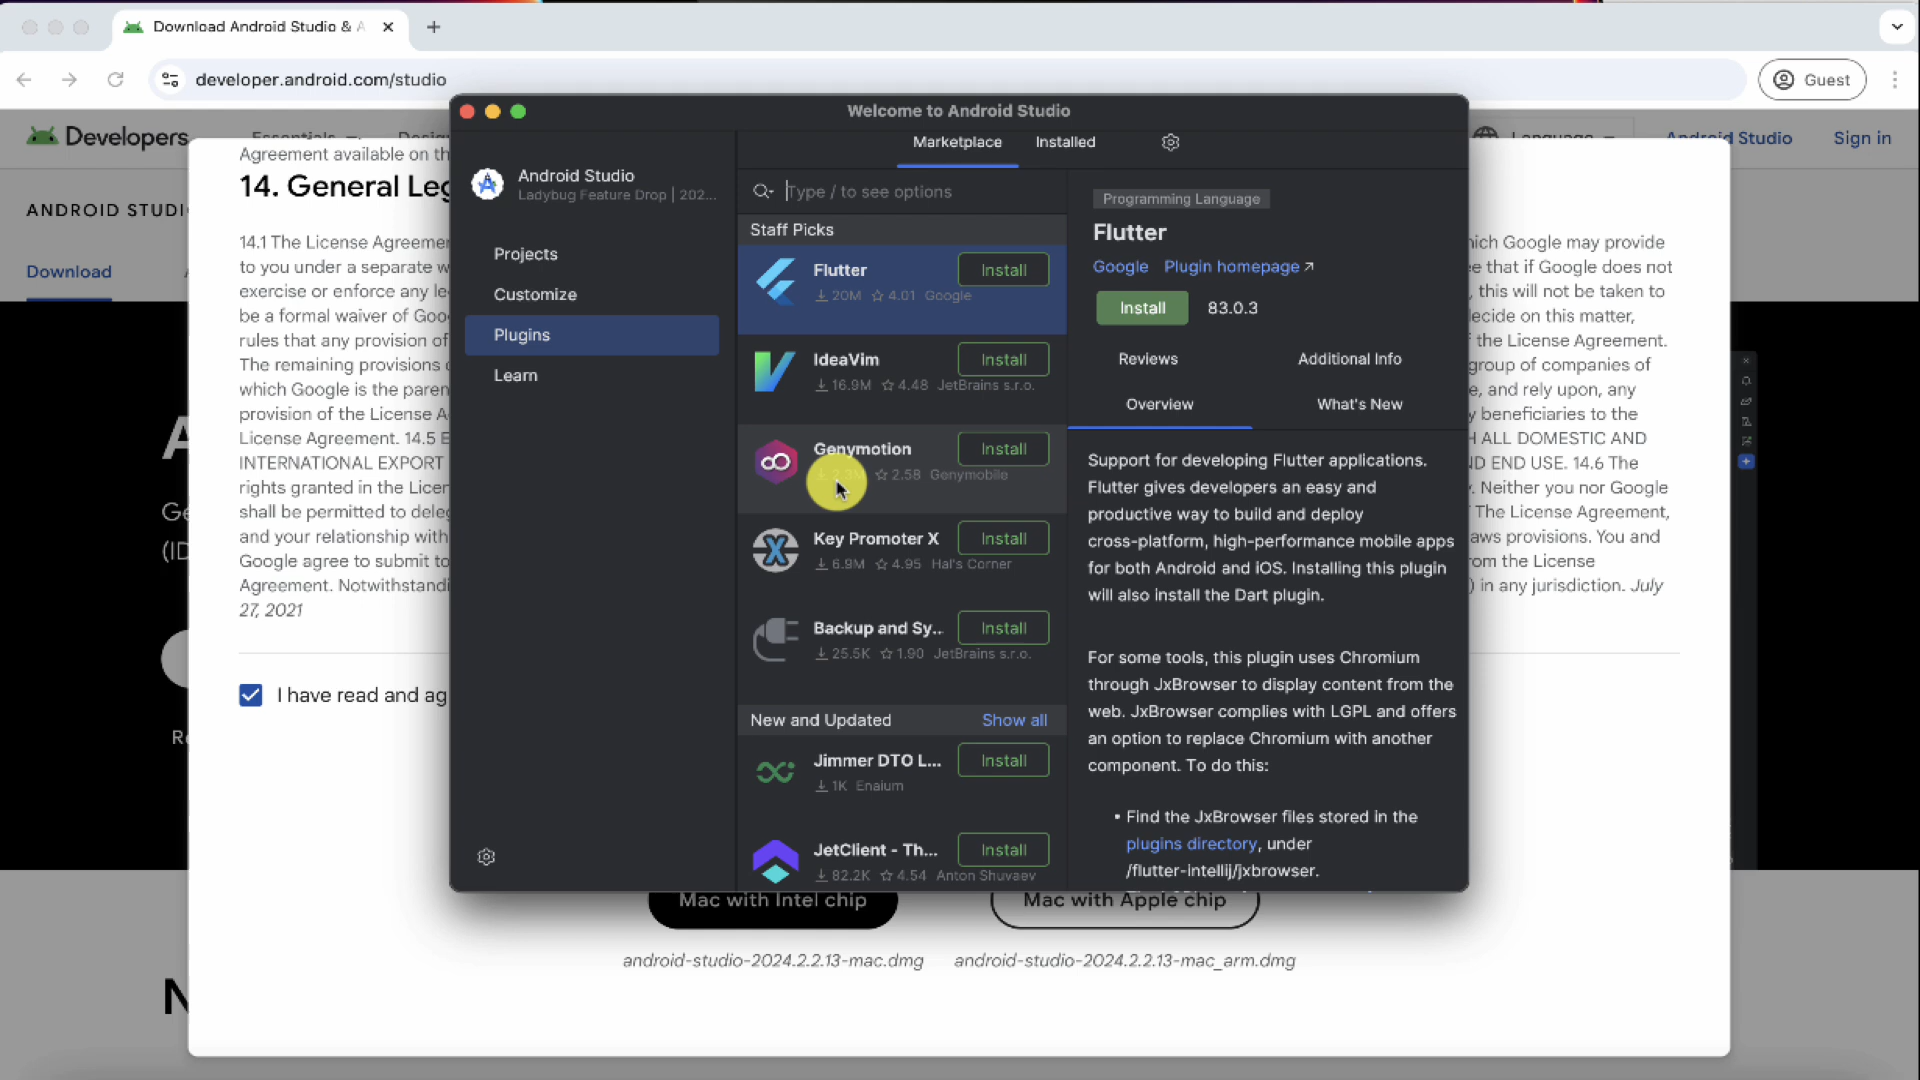 Download Android Studio & A
developer.android.com/studio
Guest
Developers
Language
Android Studio
Sign in
ANDROID STUDIO
Download
Agreement available on th
14. General Leg
14.1 The License Agreemen
to you under a separate w
exercise or enforce any le
be a formal waiver of Goo
rules that any provision of
The remaining provisions o
which Google is the paren
provision of the License A
License Agreement. 14.5 E
INTERNATIONAL EXPORT
rights granted in the Licen
shall be permitted to deleg
and your relationship with
Google agree to submit to
Agreement. Notwithstandi
27, 2021
I have read and ag
hich Google may provide
e that if Google does not
, this will not be taken to
ecide on this matter,
f the License Agreement.
group of companies of
e, and rely upon, any
y beneficiaries to the
H ALL DOMESTIC AND
ND END USE. 14.6 The
y. Neither you nor Google
The License Agreement,
aws provisions. You and
om the License
) in any jurisdiction. July
Welcome to Android Studio
Android Studio
Ladybug Feature Drop | 202...
Projects
Customize
Plugins
Learn
Marketplace
Installed
Type / to see options
Staff Picks
Flutter
Install
20M 4.01 Google
IdeaVim
Install
16.9M 4.48 JetBrains s.r.o.
Genymotion
Install
2.58 Genymobile
Key Promoter X
Install
6.9M 4.95 Hal's Corner
Backup and Sy...
Install
25.5K 1.90 JetBrains s.r.o.
New and Updated
Show all
Jimmer DTO L...
Install
1K Enaium
JetClient - Th...
Install
82.2K 4.54 Anton Shuvaev
Programming Language
Flutter
Google Plugin homepage ↗
Install
83.0.3
Reviews
Additional Info
Overview
What's New
Support for developing Flutter applications.
Flutter gives developers an easy and
productive way to build and deploy
cross-platform, high-performance mobile apps
for both Android and iOS. Installing this plugin
will also install the Dart plugin.
For some tools, this plugin uses Chromium
through JxBrowser to display content from the
web. JxBrowser complies with LGPL and offers
an option to replace Chromium with another
component. To do this:
• Find the JxBrowser files stored in the
plugins directory, under
/flutter-intellij/jxbrowser.
Mac with Intel chip
Mac with Apple chip
android-studio-2024.2.2.13-mac.dmg
android-studio-2024.2.2.13-mac_arm.dmg